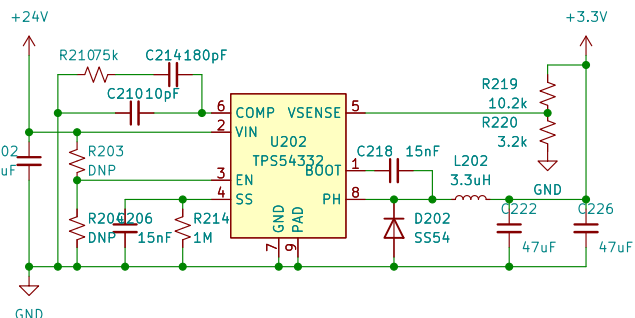 +24V
+3.3V
R210 75k
C214 180pF
C210 10pF
R219
10.2k
R220
3.2k
6 COMP VSENSE 5
2 VIN
U202
TPS54332
BOOT 1
C218 15nF
L202
3.3uH
02
uF
R203
DNP
3 EN
4 SS
PH 8
GND
R204
DNP
C206
15nF
R214
1M
GND
7
PAD
9
D202
SS54
C222
47uF
C226
47uF
GND